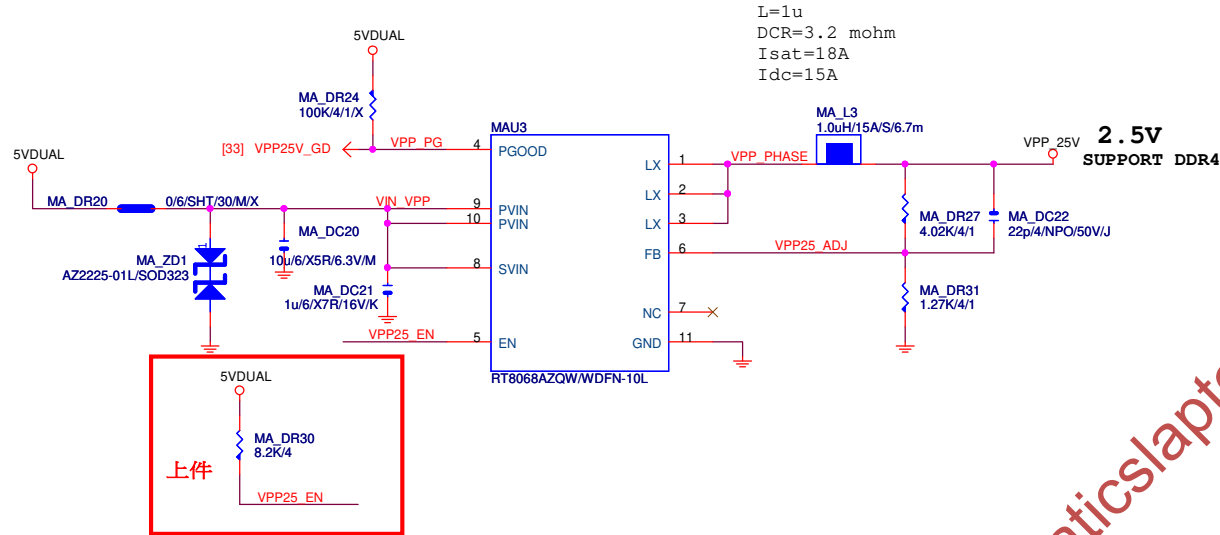 L=1u
DCR=3.2 mohm
Isat=18A
Idc=15A
5VDUAL
MA_DR24
100K/4/1/X
[33] VPP25V_GD
VPP_PG
4
PGOOD
MAU3
5VDUAL
MA_DR20
0/6/SHT/30/M/X
VIN_VPP
9
PVIN
10
PVIN
1
MA_ZD1
AZ2225-01L/SOD323
MA_DC20
10u/6/X5R/6.3V/M
8
SVIN
MA_DC21
1u/6/X7R/16V/K
VPP25_EN
5
EN
LX
1
VPP_PHASE
LX
2
LX
3
FB
6
VPP25_ADJ
NC
7
GND
11
RT8068AZQW/WDFN-10L
MA_L3
1.0uH/15A/S/6.7m
VPP_25V
2.5V
SUPPORT DDR4
MA_DR27
4.02K/4/1
MA_DC22
22p/4/NPO/50V/J
MA_DR31
1.27K/4/1
5VDUAL
MA_DR30
8.2K/4
上件
VPP25_EN